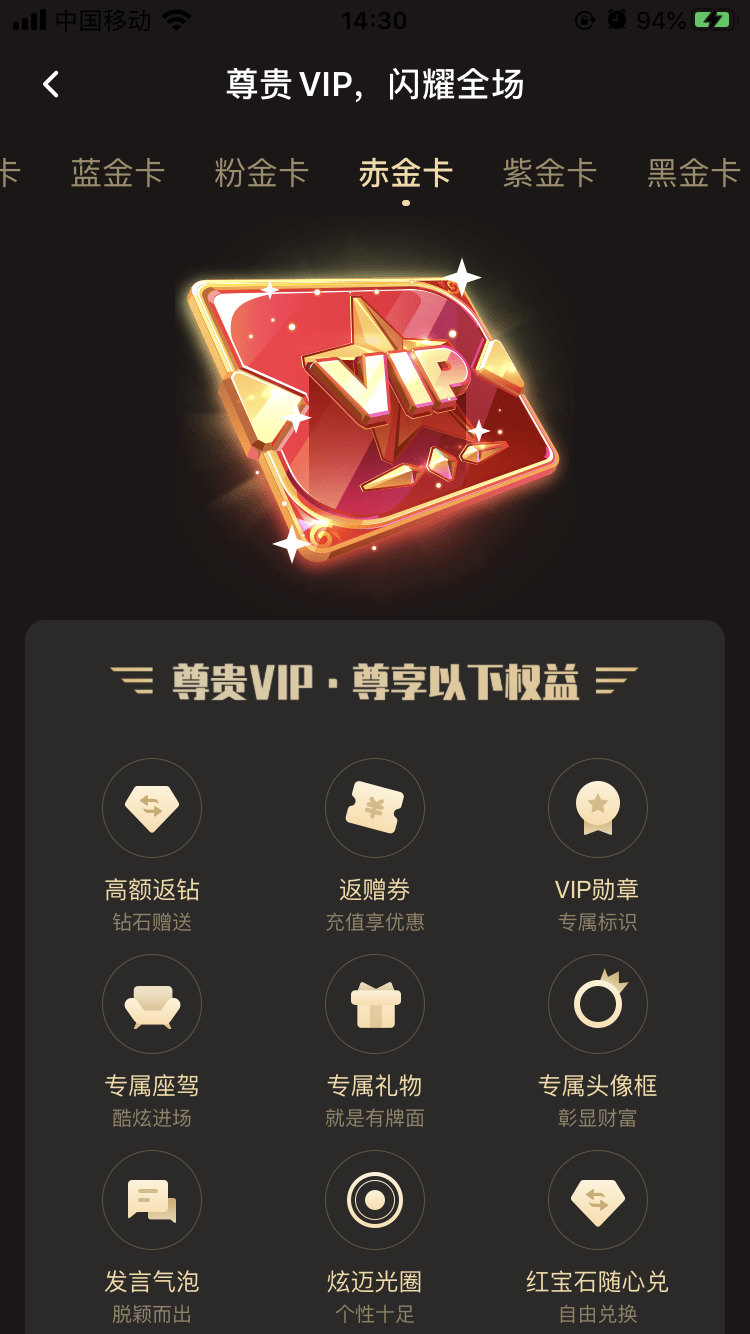 中国移动 14:30 94%
尊贵VIP，闪耀全场
卡 蓝金卡 粉金卡 赤金卡 紫金卡 黑金卡
VIP
尊贵VIP·尊享以下权益
高额返钻 返赠券 VIP勋章
钻石赠送 充值享优惠 专属标识
专属座驾 专属礼物 专属头像框
酷炫进场 就是有牌面 彰显财富
发言气泡 炫迈光圈 红宝石随心兑
脱颖而出 个性十足 自由兑换